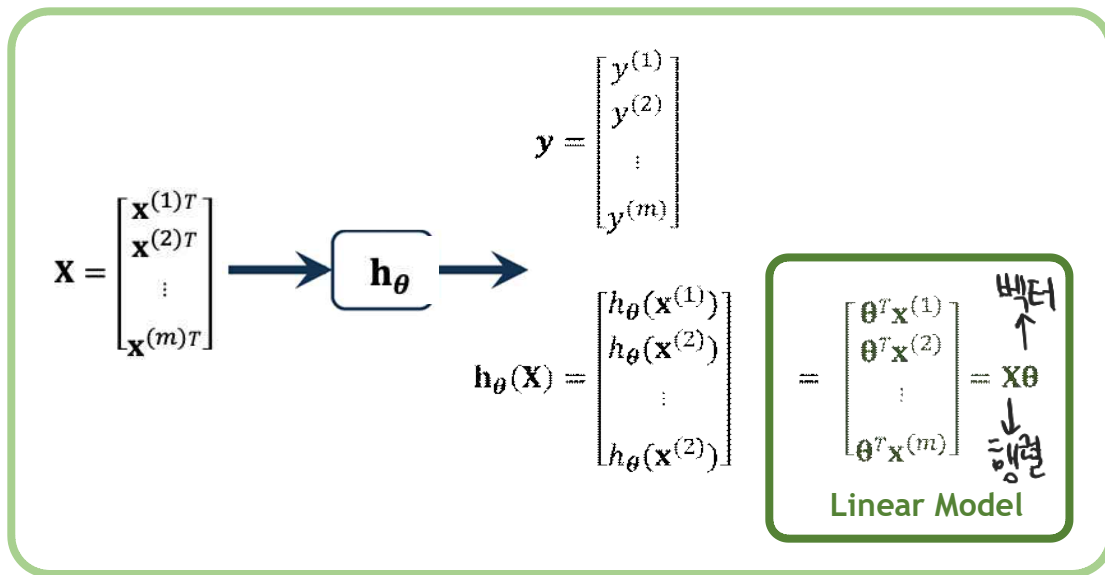 y = [y^(1) y^(2) ⋮ y^(m)]
X = [x^(1)T x^(2)T ⋮ x^(m)T]
h_θ
h_θ(X) = [h_θ(x^(1)) h_θ(x^(2)) ⋮ h_θ(x^(2))] = [θ^T x^(1) θ^T x^(2) ⋮ θ^T x^(m)] = Xθ
벡터
행렬
Linear Model